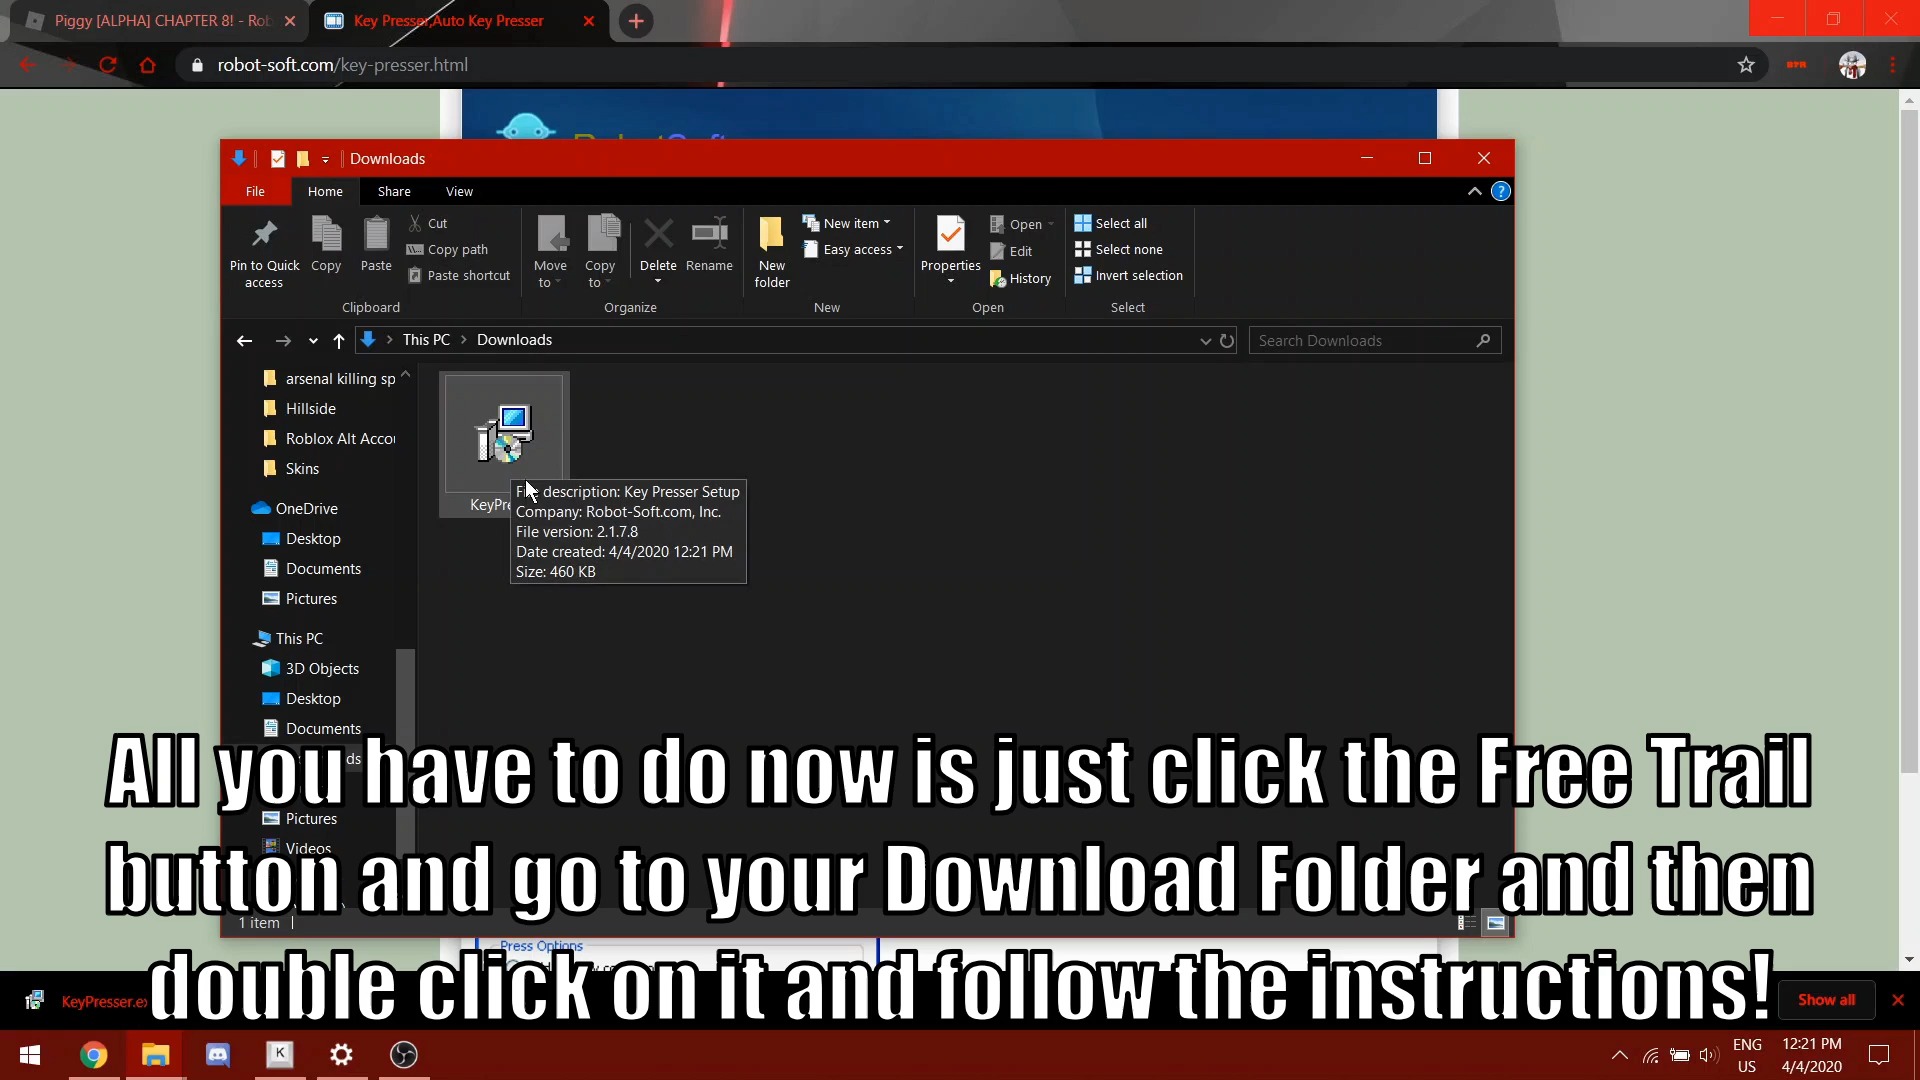 Piggy [ALPHA] CHAPTER 8! - Rob
Key Presser,Auto Key Presser
robot-soft.com/key-presser.html
Downloads
File
Home
Share
View
Pin to Quick access
Copy
Paste
Cut
Copy path
Paste shortcut
Move to
Copy to
Delete
Rename
New folder
New item
Easy access
Properties
Open
Edit
History
Select all
Select none
Invert selection
Clipboard
Organize
New
Open
Select
This PC
Downloads
Search Downloads
arsenal killing sp
Hillside
Roblox Alt Accou
Skins
OneDrive
Desktop
Documents
Pictures
This PC
3D Objects
Desktop
Documents
Pictures
Videos
KeyPre
File description: Key Presser Setup
Company: Robot-Soft.com, Inc.
File version: 2.1.7.8
Date created: 4/4/2020 12:21 PM
Size: 460 KB
All you have to do now is just click the Free Trail
button and go to your Download Folder and then
double click on it and follow the instructions!
1 item
Press Options
KeyPresser.ex
Show all
ENG
US
12:21 PM
4/4/2020